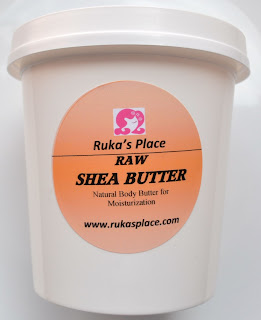 Ruka's Place
RAW
SHEA BUTTER
Natural Body Butter for
Moisturization
www.rukasplace.com